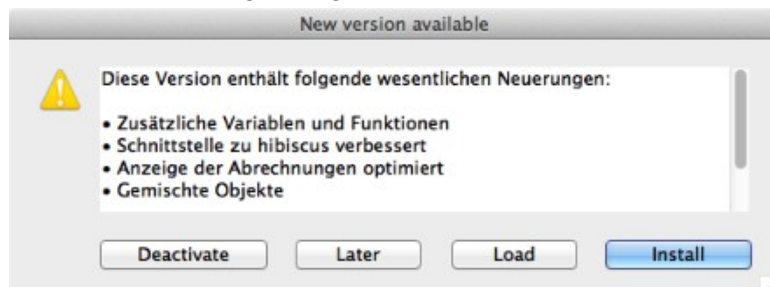 New version available
Diese Version enthält folgende wesentlichen Neuerungen:
• Zusätzliche Variablen und Funktionen
• Schnittstelle zu hibiscus verbessert
• Anzeige der Abrechnungen optimiert
• Gemischte Objekte
Deactivate Later Load Install